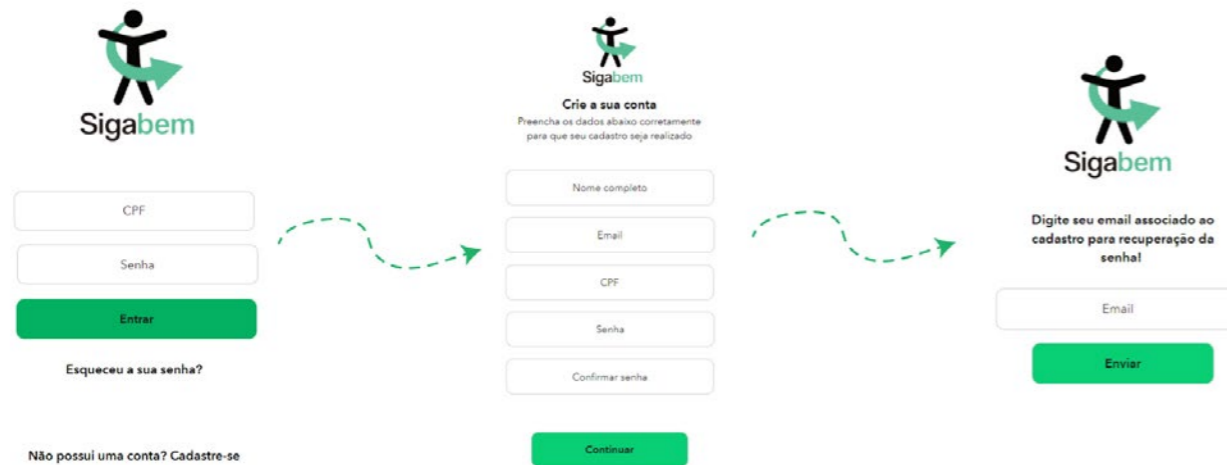 Sigabem
CPF
Senha
Entrar
Esqueceu a sua senha?
Não possui uma conta? Cadastre-se
Sigabem
Crie a sua conta
Preencha os dados abaixo corretamente
para que seu cadastro seja realizado
Nome completo
Email
CPF
Senha
Confirmar senha
Continuar
Sigabem
Digite seu email associado ao
cadastro para recuperação da
senha!
Email
Enviar